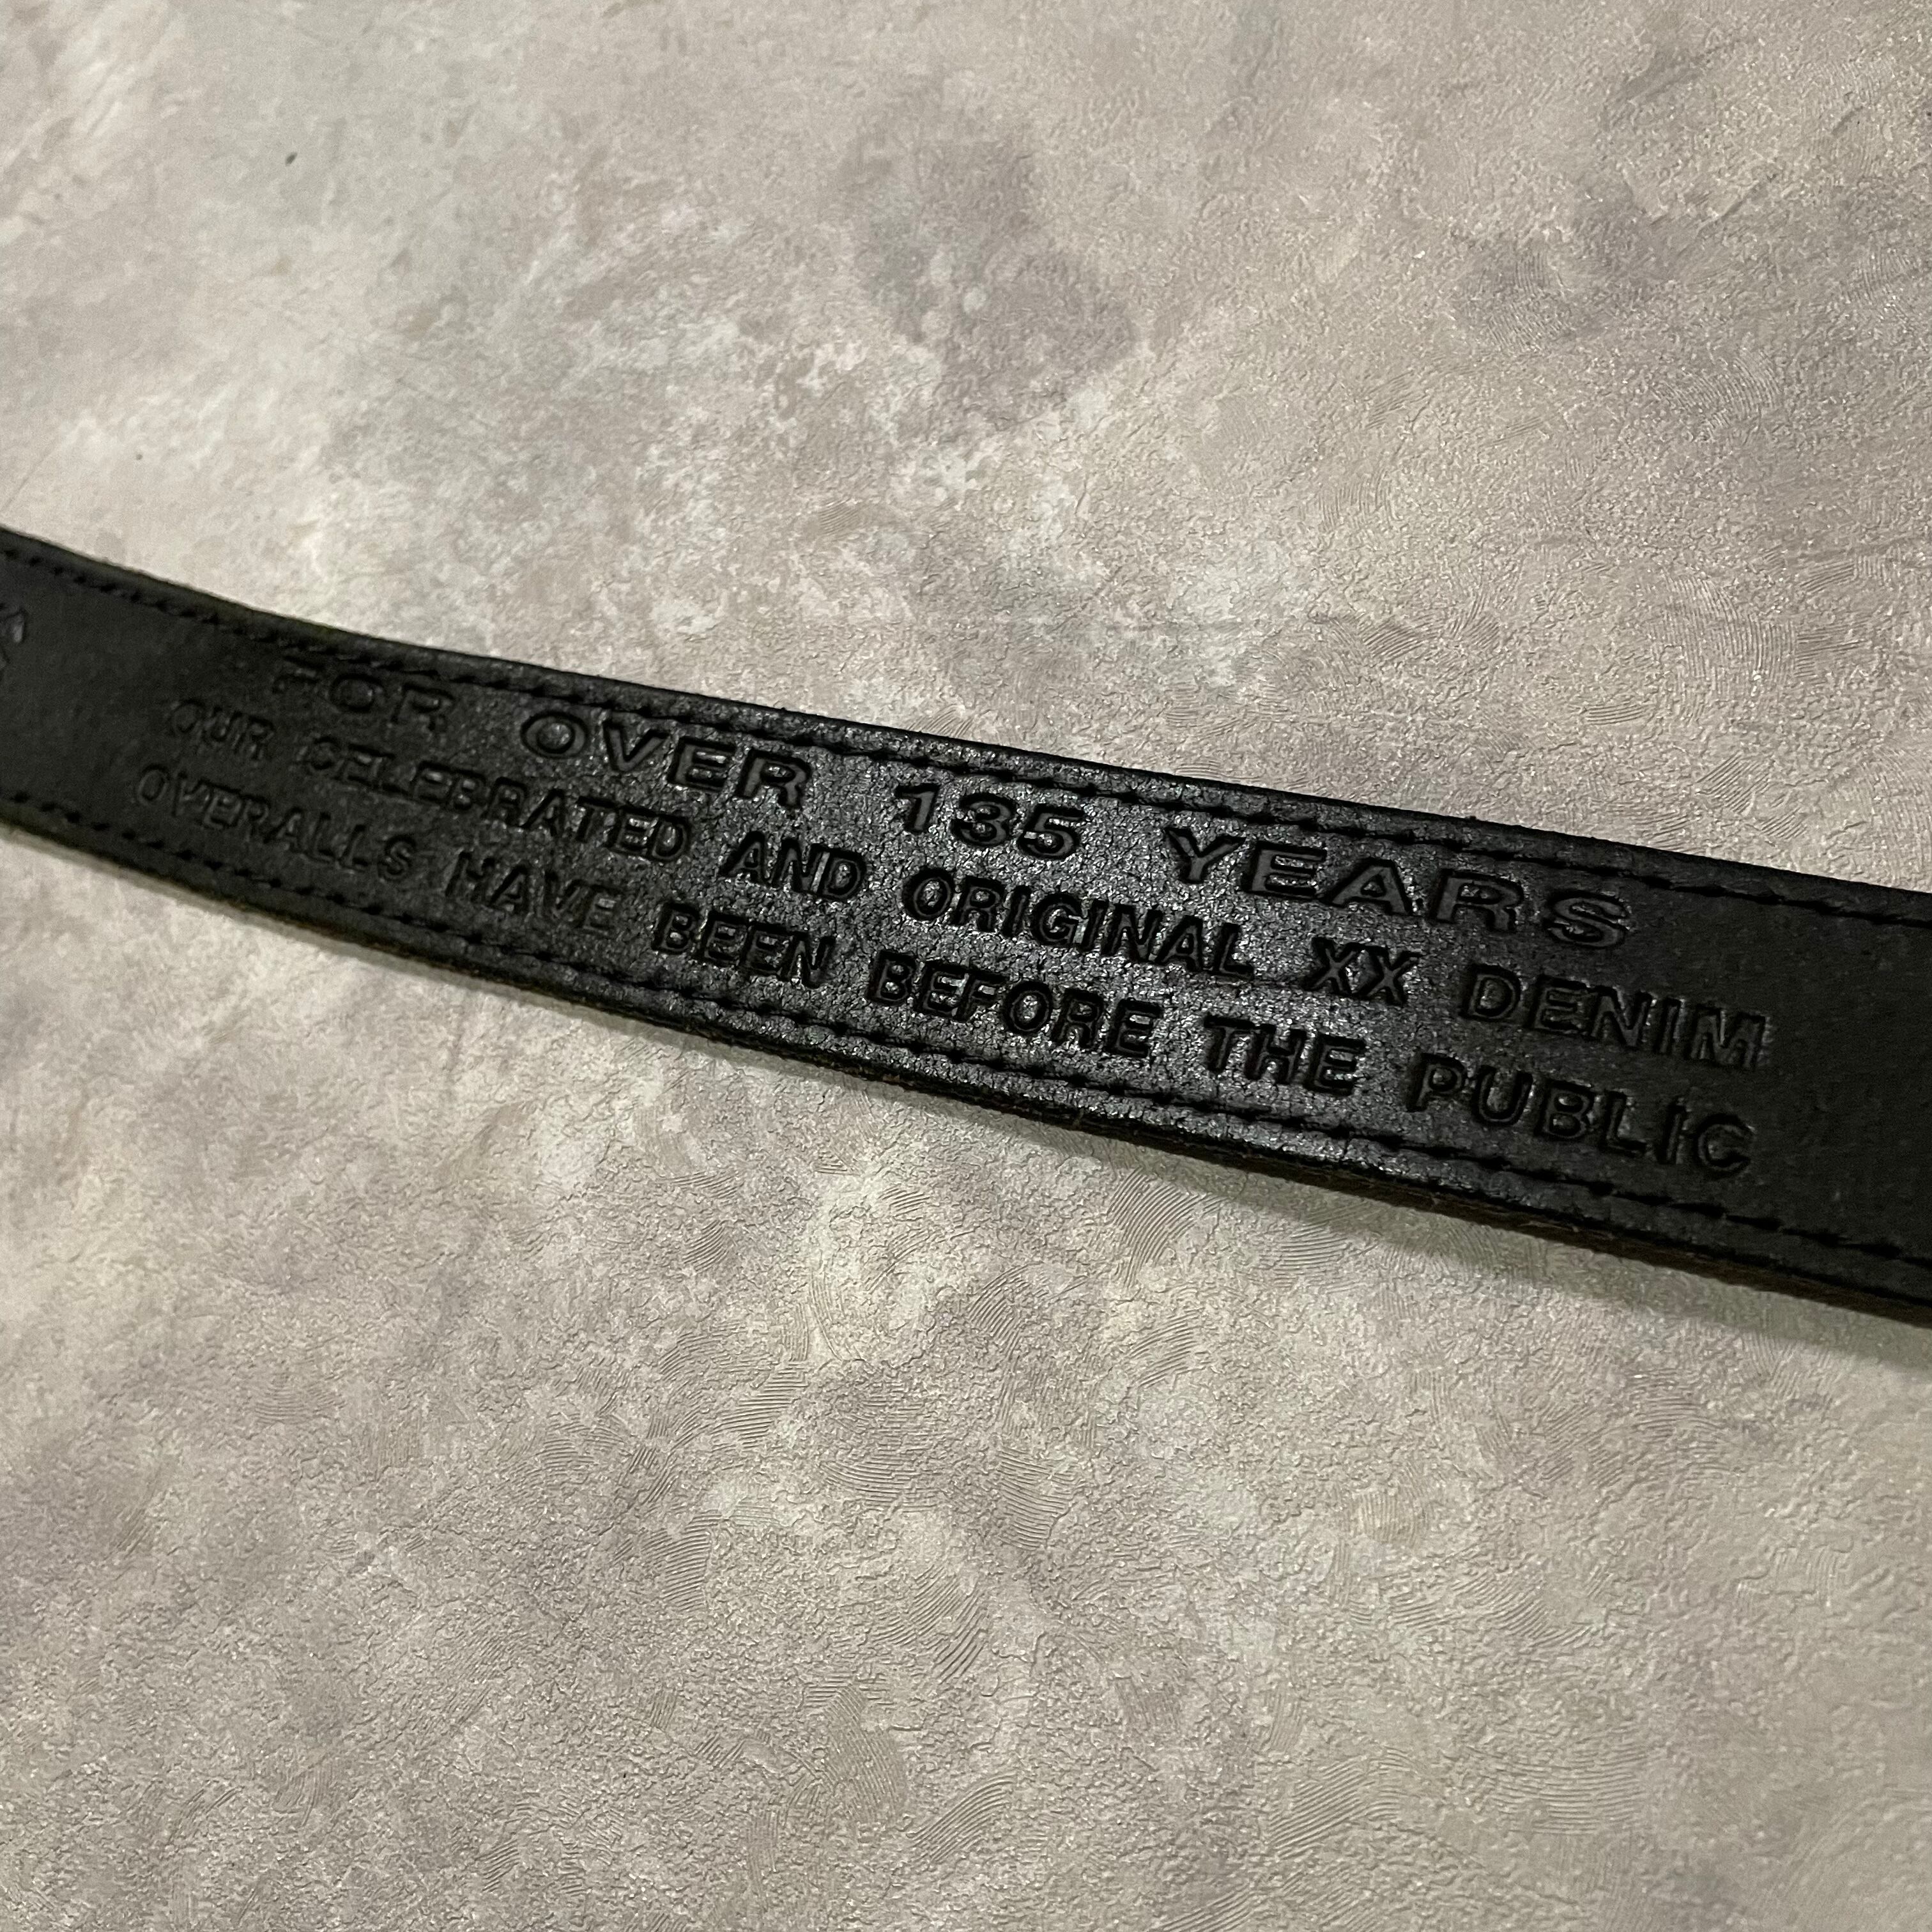 FOR OVER 135 YEARS
OUR CELEBRATED AND ORIGINAL XX DENIM
OVERALLS HAVE BEEN BEFORE THE PUBLIC